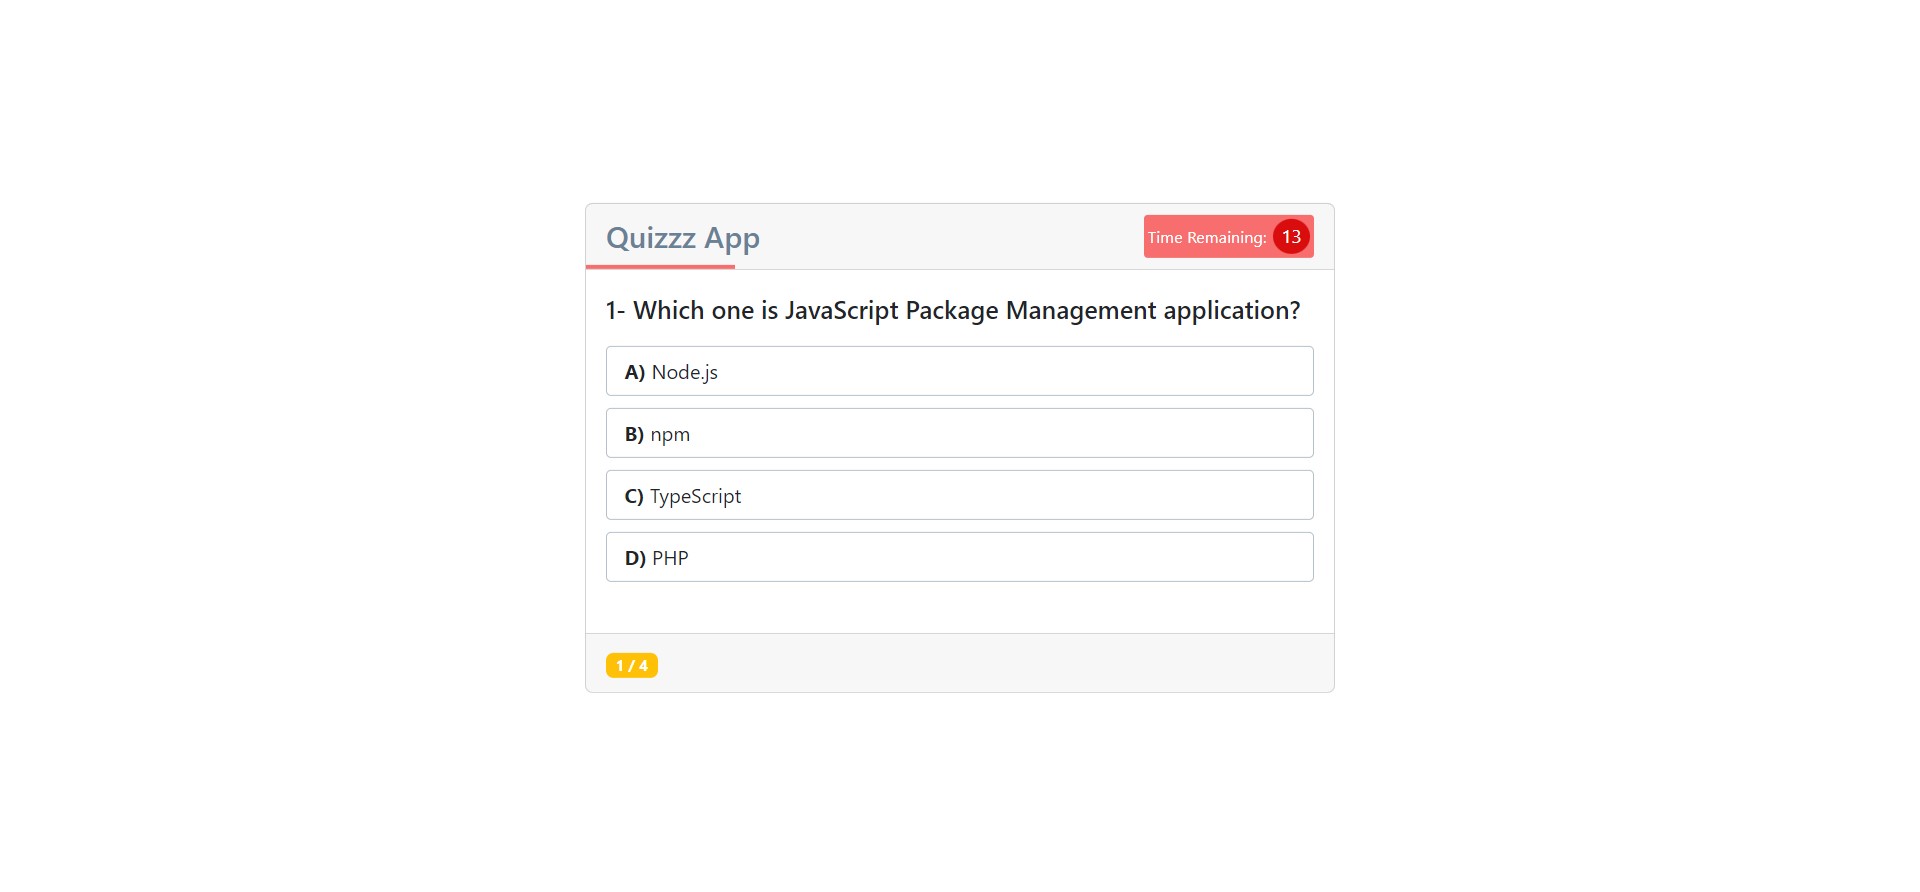 Quizzz App
Time Remaining: 13
1- Which one is JavaScript Package Management application?
A) Node.js
B) npm
C) TypeScript
D) PHP
1 / 4